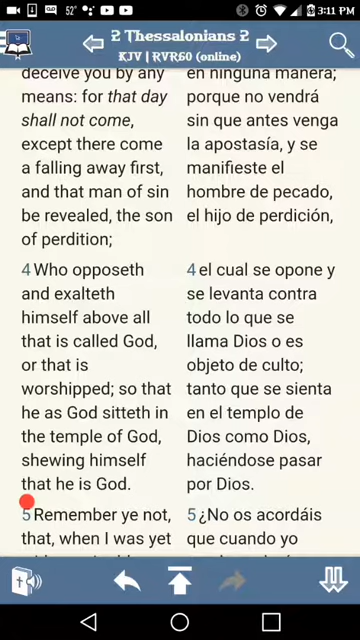 52°
3:11 PM
2 Thessalonians 2
KJV | RVR60 (online)
deceive you by any
means: for that day
shall not come,
except there come
a falling away first,
and that man of sin
be revealed, the son
of perdition;
4 Who opposeth
and exalteth
himself above all
that is called God,
or that is
worshipped; so that
he as God sitteth in
the temple of God,
shewing himself
that he is God.
5 Remember ye not,
that, when I was yet
en ninguna manera;
porque no vendrá
sin que antes venga
la apostasía, y se
manifieste el
hombre de pecado,
el hijo de perdición,
4 el cual se opone y
se levanta contra
todo lo que se
llama Dios o es
objeto de culto;
tanto que se sienta
en el templo de
Dios como Dios,
haciéndose pasar
por Dios.
5 ¿No os acordáis
que cuando yo